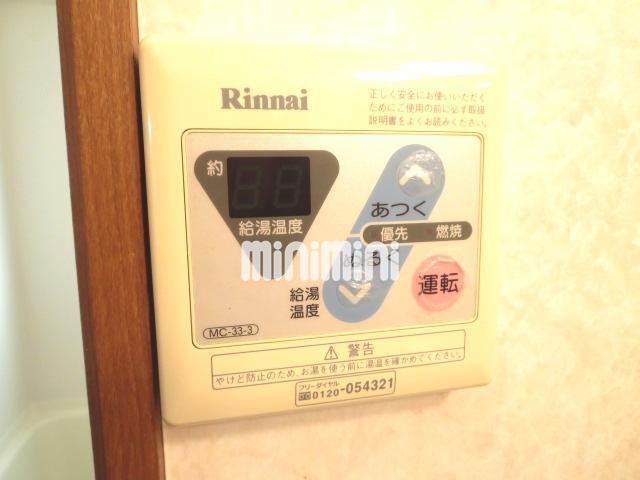 Rinnai
正しく安全にお使いいただく
ためにご使用の前に必ず取扱
説明書をよくお読みください。
約
給湯温度
あつく
優先 燃焼
ぬるく
minimini
給湯
温度
運転
MC-33-3
⚠ 警告
やけど防止のため、お湯を使う前に湯温を確かめてください。
フリーダイヤル
0120-054321